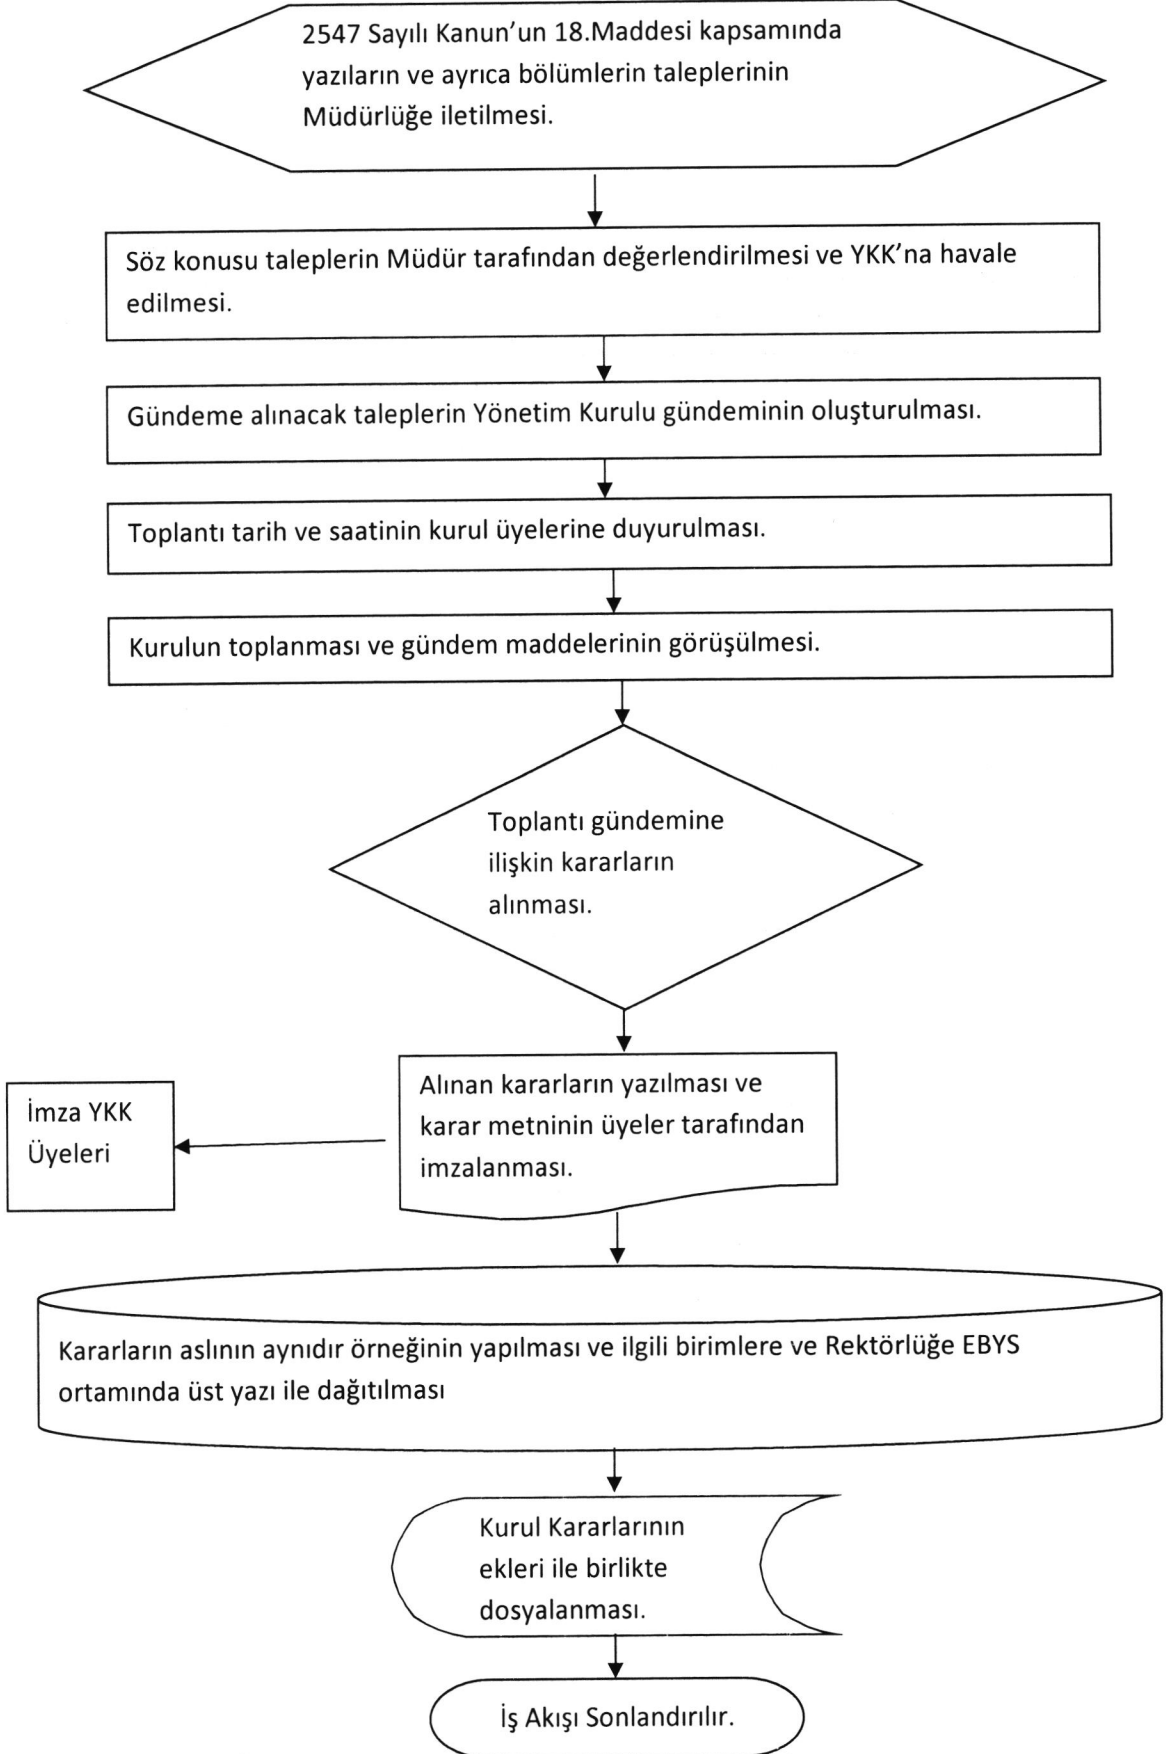 2547 Sayılı Kanun’un 18.Maddesi kapsamında
yazıların ve ayrıca bölümlerin taleplerinin
Müdürlüğe iletilmesi.
Söz konusu taleplerin Müdür tarafından değerlendirilmesi ve YKK’na havale
edilmesi.
Gündeme alınacak taleplerin Yönetim Kurulu gündeminin oluşturulması.
Toplantı tarih ve saatinin kurul üyelerine duyurulması.
Kurulun toplanması ve gündem maddelerinin görüşülmesi.
Toplantı gündemine
ilişkin kararların
alınması.
Alınan kararların yazılması ve
karar metninin üyeler tarafından
imzalanması.
İmza YKK
Üyeleri
Kararların aslının aynıdır örneğinin yapılması ve ilgili birimlere ve Rektörlüğe EBYS
ortamında üst yazı ile dağıtılması
Kurul Kararlarının
ekleri ile birlikte
dosyalanması.
İş Akışı Sonlandırılır.